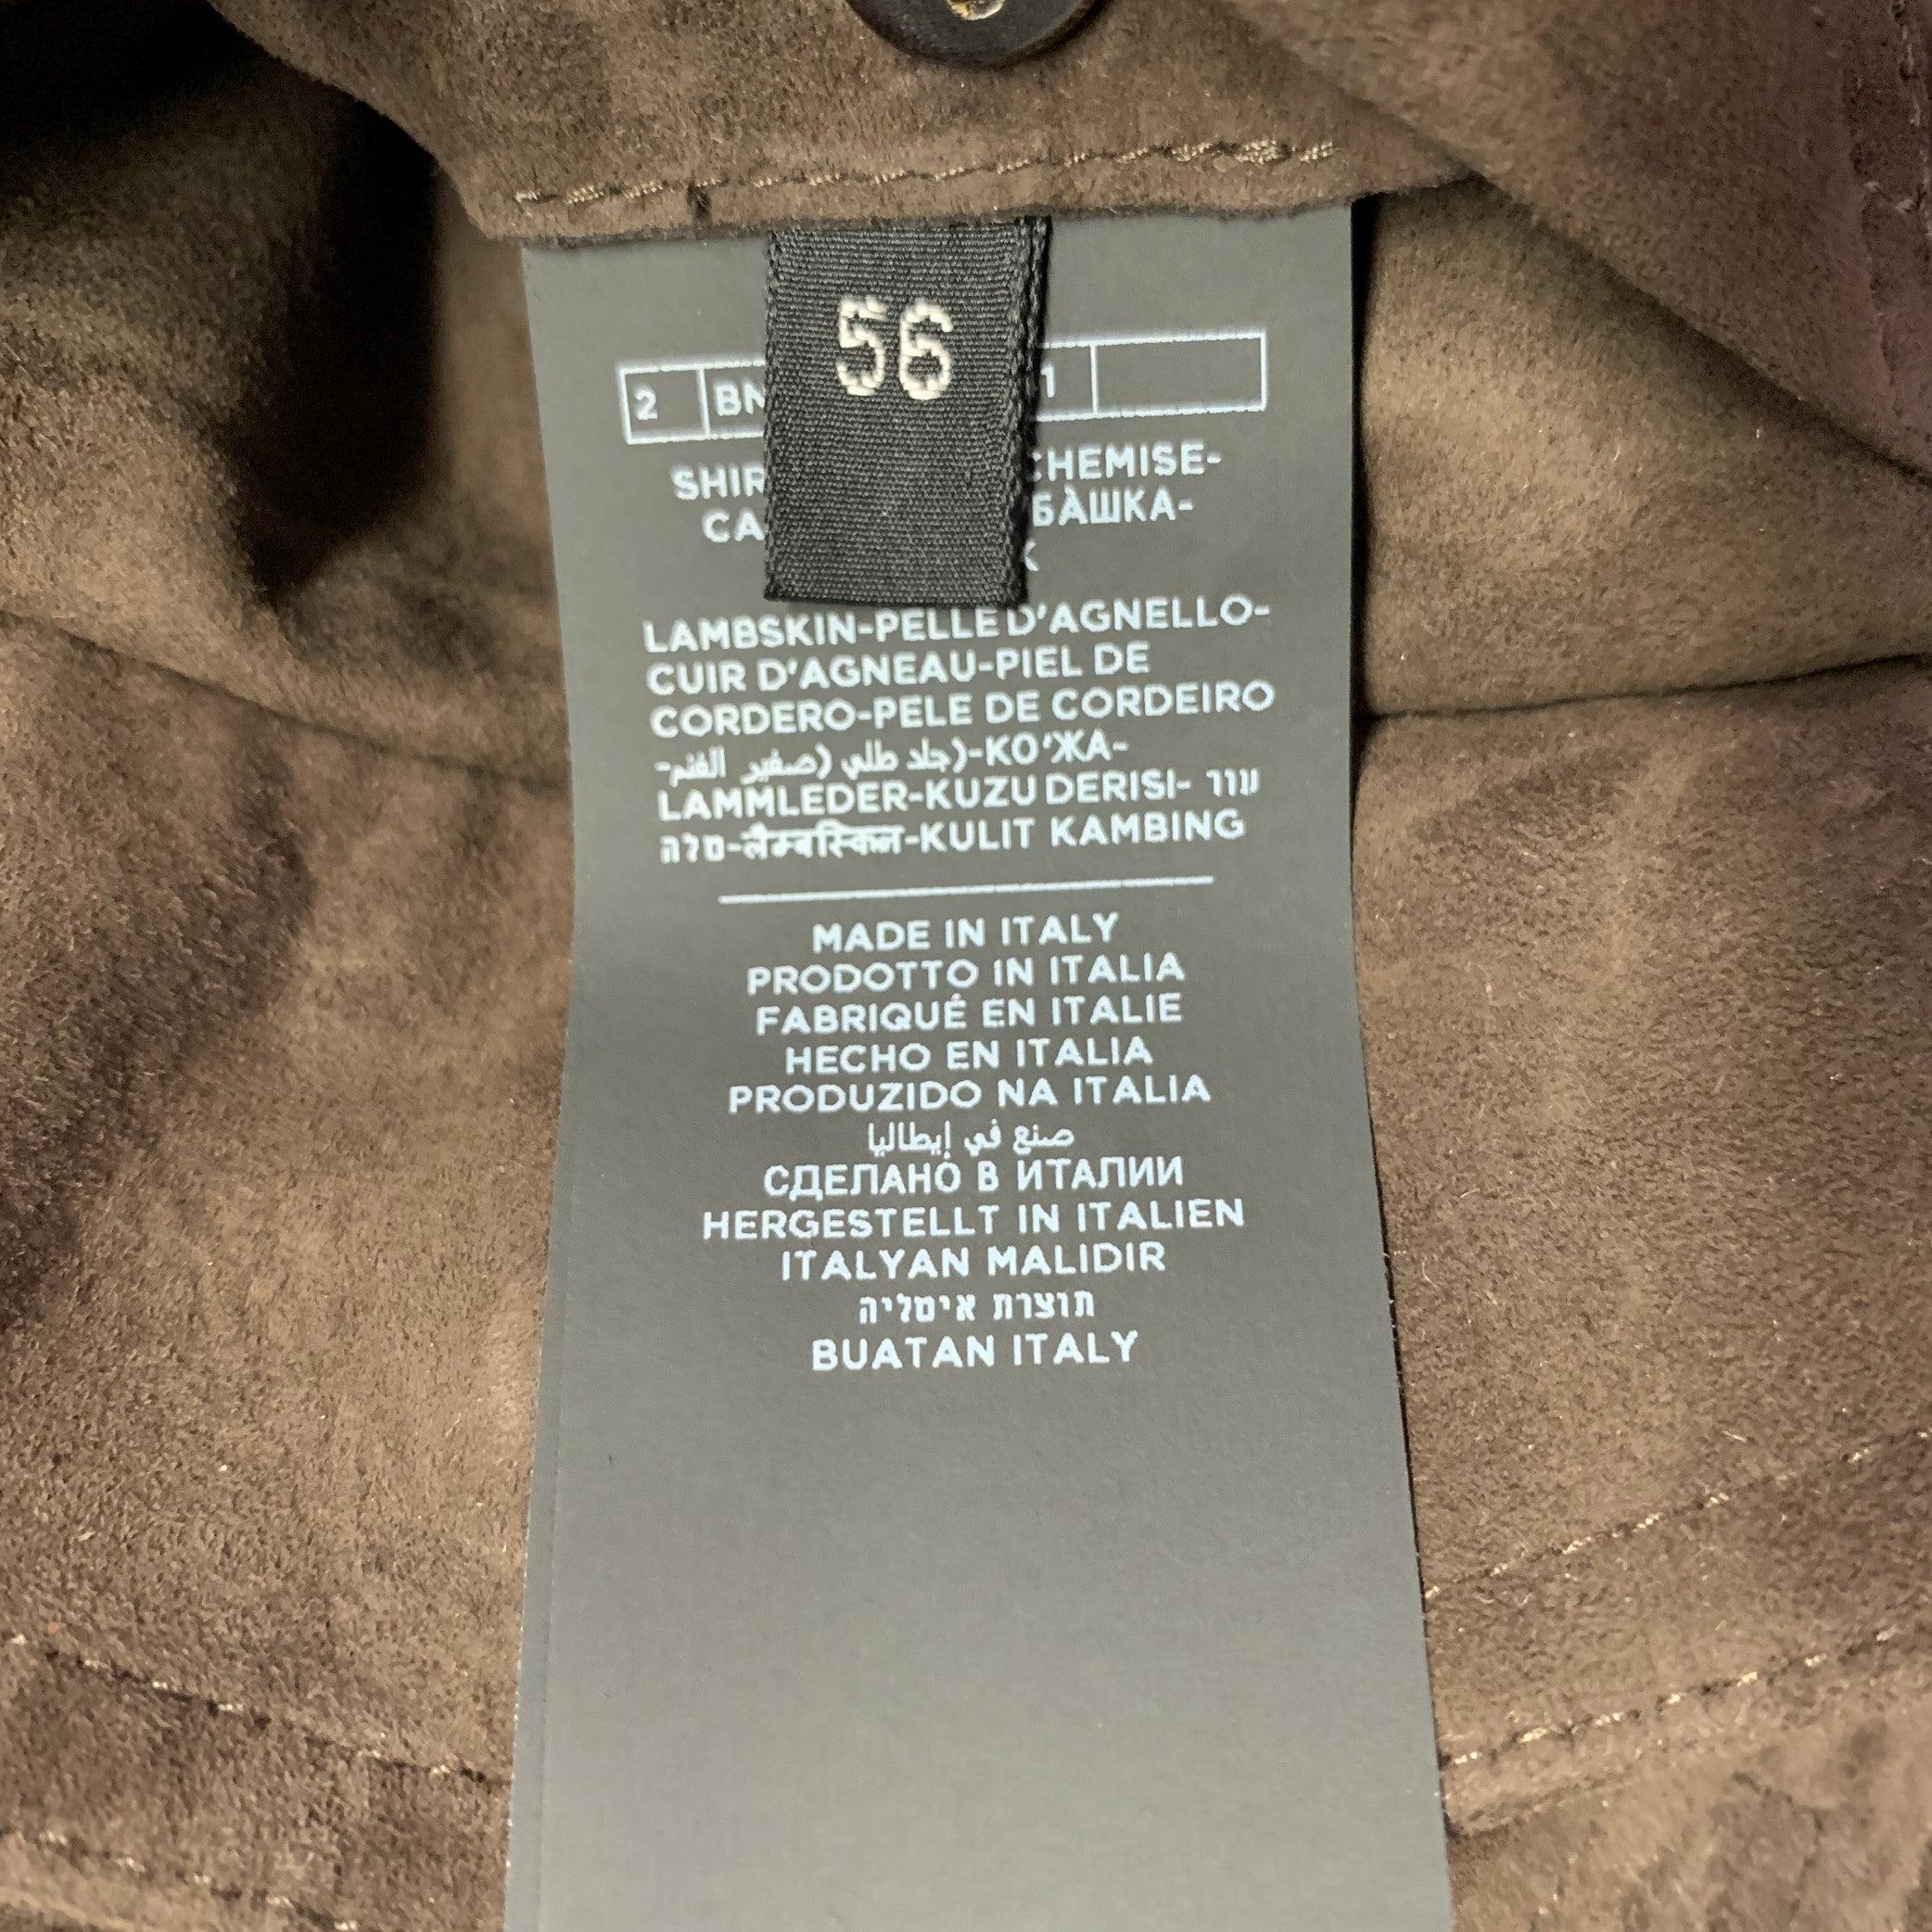 56
2 BN 1
SHIR CHEMISE-
CA БÀШКА-
LAMBSKIN-PELLE D'AGNELLO-
CUIR D'AGNEAU-PIEL DE
CORDERO-PELE DE CORDEIRO
جلد طلي (صغير الغنم)-KO'ЖA-
LAMMLEDER-KUZU DERISI- עור
טלה-लैम्बस्किन-KULIT KAMBING
MADE IN ITALY
PRODOTTO IN ITALIA
FABRIQUÉ EN ITALIE
HECHO EN ITALIA
PRODUZIDO NA ITALIA
صنع في إيطاليا
СДЕЛАНО В ИТАЛИИ
HERGESTELLT IN ITALIEN
ITALYAN MALIDIR
תוצרת איטליה
BUATAN ITALY